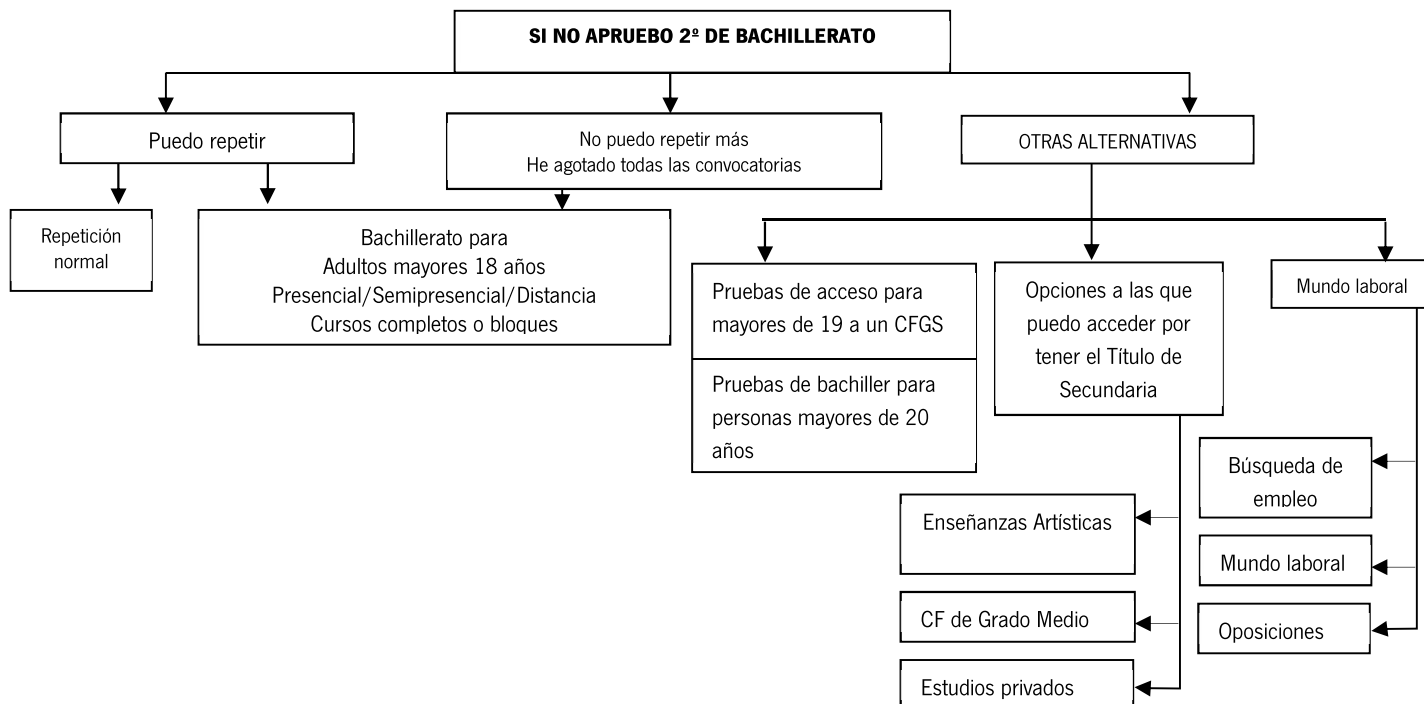 SI NO APRUEBO 2º DE BACHILLERATO
Puedo repetir
No puedo repetir más
He agotado todas las convocatorias
OTRAS ALTERNATIVAS
Repetición
normal
Bachillerato para
Adultos mayores 18 años
Presencial/Semipresencial/Distancia
Cursos completos o bloques
Pruebas de acceso para
mayores de 19 a un CFGS
Pruebas de bachiller para
personas mayores de 20
años
Opciones a las que
puedo acceder por
tener el Título de
Secundaria
Mundo laboral
Enseñanzas Artísticas
CF de Grado Medio
Estudios privados
Búsqueda de
empleo
Mundo laboral
Oposiciones